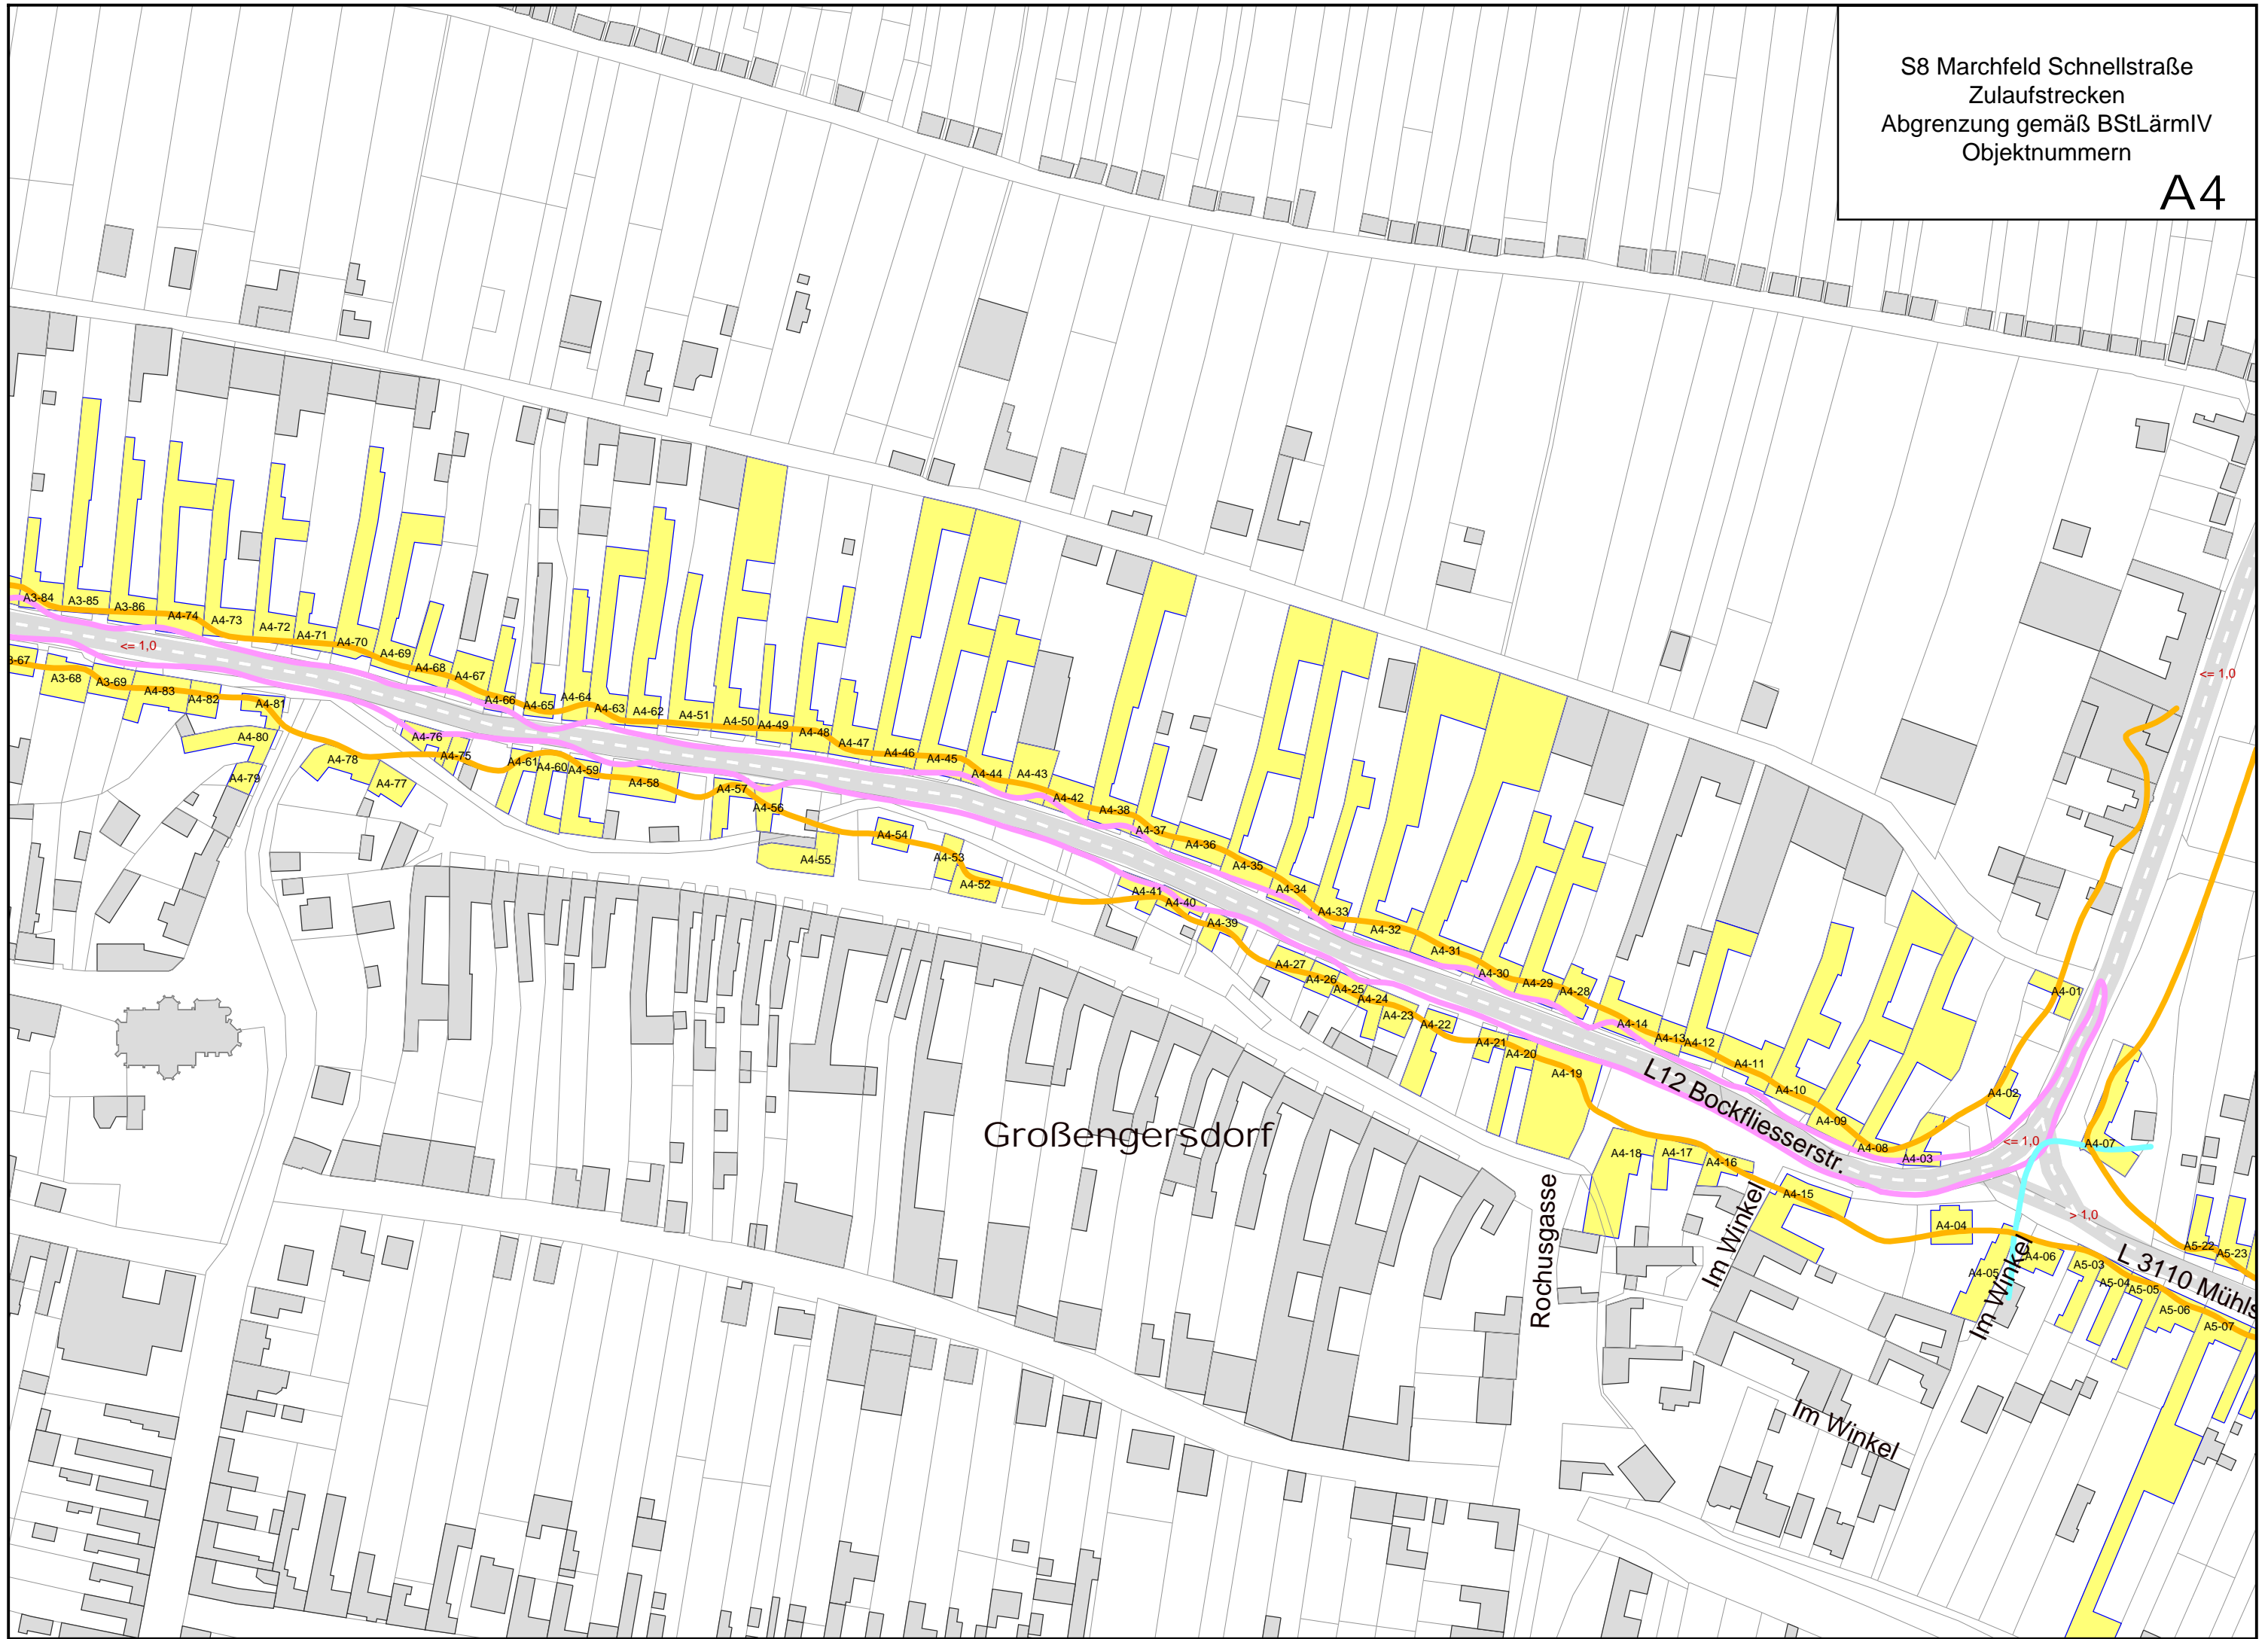 S8 Marchfeld Schnellstraße
Zulaufstrecken
Abgrenzung gemäß BStLärmIV
Objektnummern
A4
A3-84
A3-85
A3-86
A4-74
A4-73
A4-72
A4-71
A4-70
A4-69
A4-68
A4-67
A4-66
A4-65
A4-64
A4-63
A4-62
A4-51
A4-50
A4-49
A4-48
A4-47
A4-46
A4-45
A4-44
A4-43
A4-42
A4-38
A4-37
A4-36
A4-35
A4-34
A4-33
A4-32
A4-31
A4-30
A4-29
A4-28
A4-14
A4-13
A4-12
A4-11
A4-10
A4-09
A4-08
A4-03
A4-02
A4-01
<= 1,0
<= 1,0
<= 1,0
> 1,0
3-67
A3-68
A3-69
A4-83
A4-82
A4-81
A4-80
A4-79
A4-78
A4-77
A4-76
A4-75
A4-61
A4-60
A4-59
A4-58
A4-57
A4-56
A4-55
A4-54
A4-53
A4-52
A4-41
A4-40
A4-39
A4-27
A4-26
A4-25
A4-24
A4-23
A4-22
A4-21
A4-20
A4-19
A4-18
A4-17
A4-16
A4-15
A4-04
A4-05
A4-06
A4-07
A5-22
A5-23
A5-03
A5-04
A5-05
A5-06
A5-07
L12 Bockfliesserstr.
L 3110 Mühls
Großengersdorf
Rochusgasse
Im Winkel
Im Winkel
Im Winkel